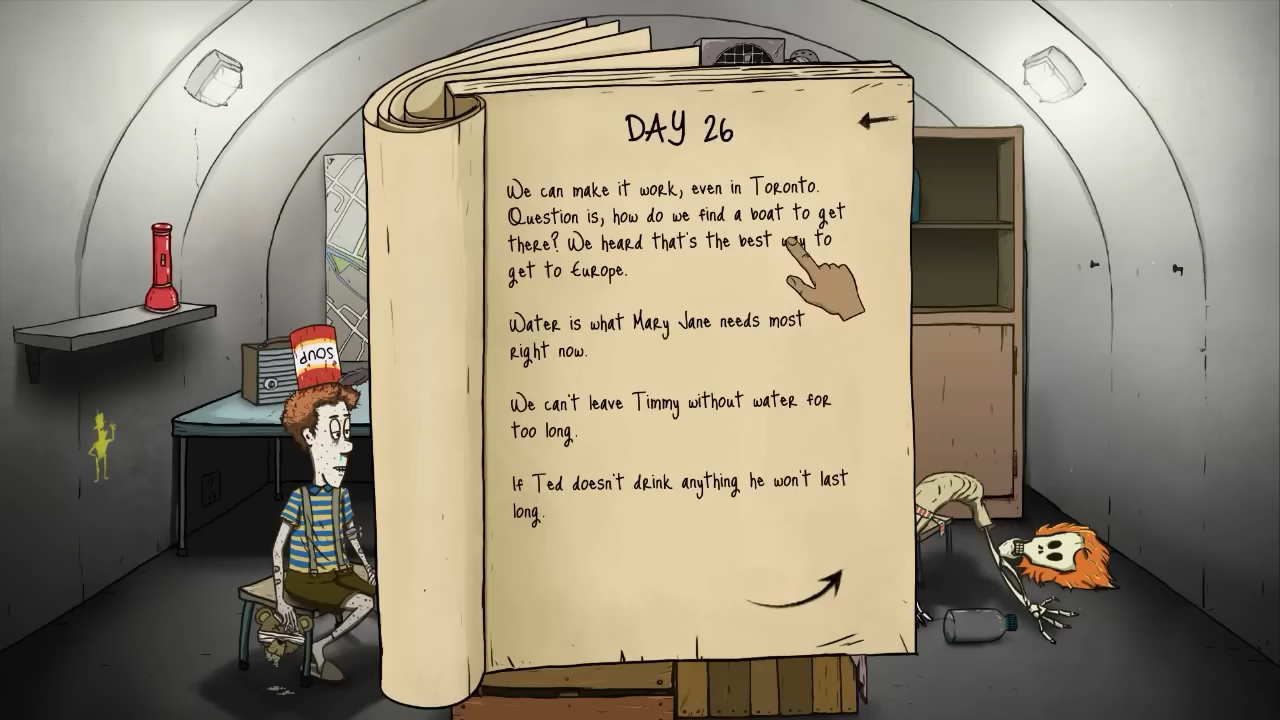 DAY 26
We can make it work, even in Toronto.
Question is, how do we find a boat to get
there? We heard that's the best to
get to Europe.
Water is what Mary Jane needs most
right now.
We can't leave Timmy without water for
too long.
If Ted doesn't drink anything he won't last
long.
SOUP